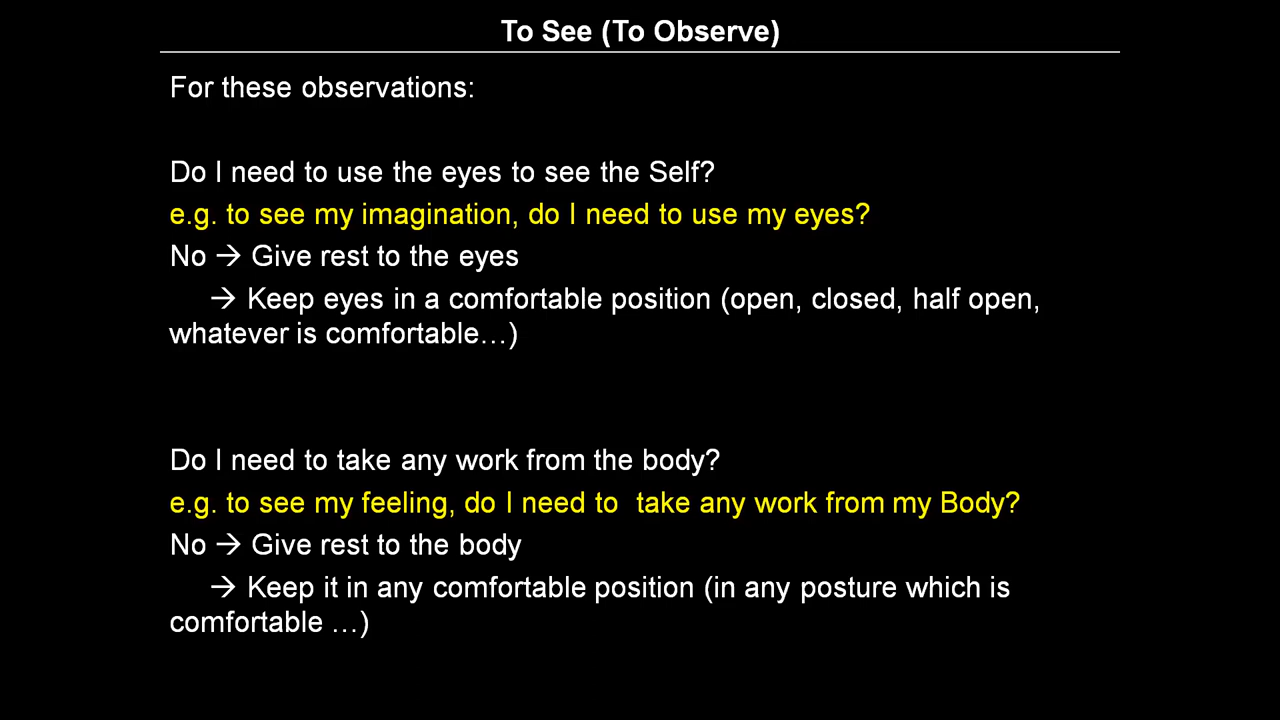 To See (To Observe)
For these observations:
Do I need to use the eyes to see the Self?
e.g. to see my imagination, do I need to use my eyes?
No → Give rest to the eyes
→ Keep eyes in a comfortable position (open, closed, half open,
whatever is comfortable…)
Do I need to take any work from the body?
e.g. to see my feeling, do I need to  take any work from my Body?
No → Give rest to the body
→ Keep it in any comfortable position (in any posture which is
comfortable …)